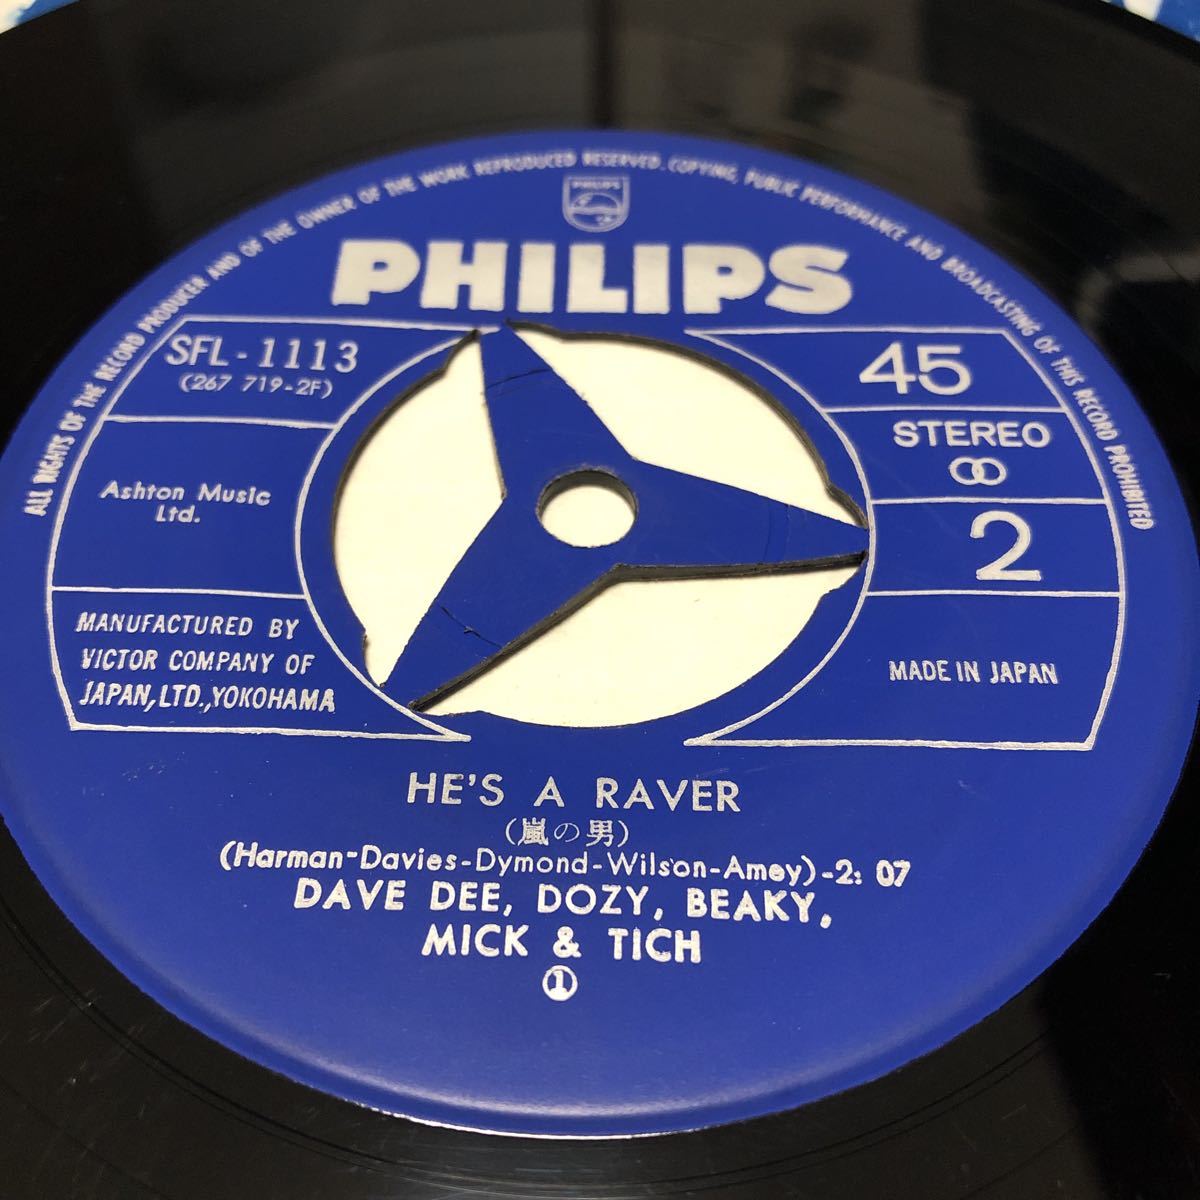 ALL RIGHTS OF THE RECORD PRODUCER AND OF THE OWNER OF THE WORK REPRODUCED RESERVED. COPYING, PUBLIC PERFORMANCE AND BROADCASTING OF THIS RECORD PROHIBITED
PHILIPS
PHILIPS
SFL-1113
(267 719-2F)
45
STEREO
2
Ashton Music
Ltd.
MANUFACTURED BY
VICTOR COMPANY OF
JAPAN,LTD.,YOKOHAMA
MADE IN JAPAN
HE'S A RAVER
(嵐の男)
(Harman-Davies-Dymond-Wilson-Amey)-2: 07
DAVE DEE, DOZY, BEAKY,
MICK & TICH
①